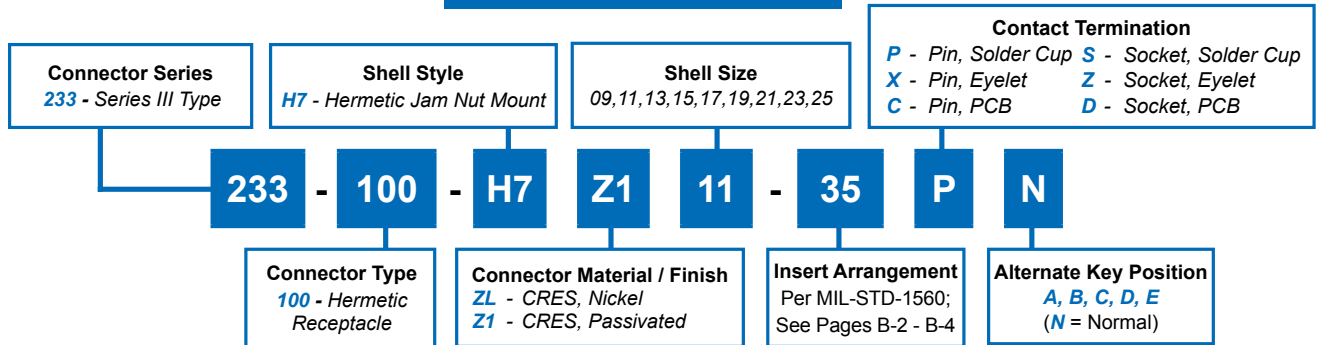 Connector Series
233 - Series III Type
Shell Style
H7 - Hermetic Jam Nut Mount
Shell Size
09,11,13,15,17,19,21,23,25
Contact Termination
P - Pin, Solder Cup S - Socket, Solder Cup
X - Pin, Eyelet Z - Socket, Eyelet
C - Pin, PCB D - Socket, PCB
233 - 100 - H7 Z1 11 - 35 P N
Connector Type
100 - Hermetic
Receptacle
Connector Material / Finish
ZL - CRES, Nickel
Z1 - CRES, Passivated
Insert Arrangement
Per MIL-STD-1560;
See Pages B-2 - B-4
Alternate Key Position
A, B, C, D, E
(N = Normal)